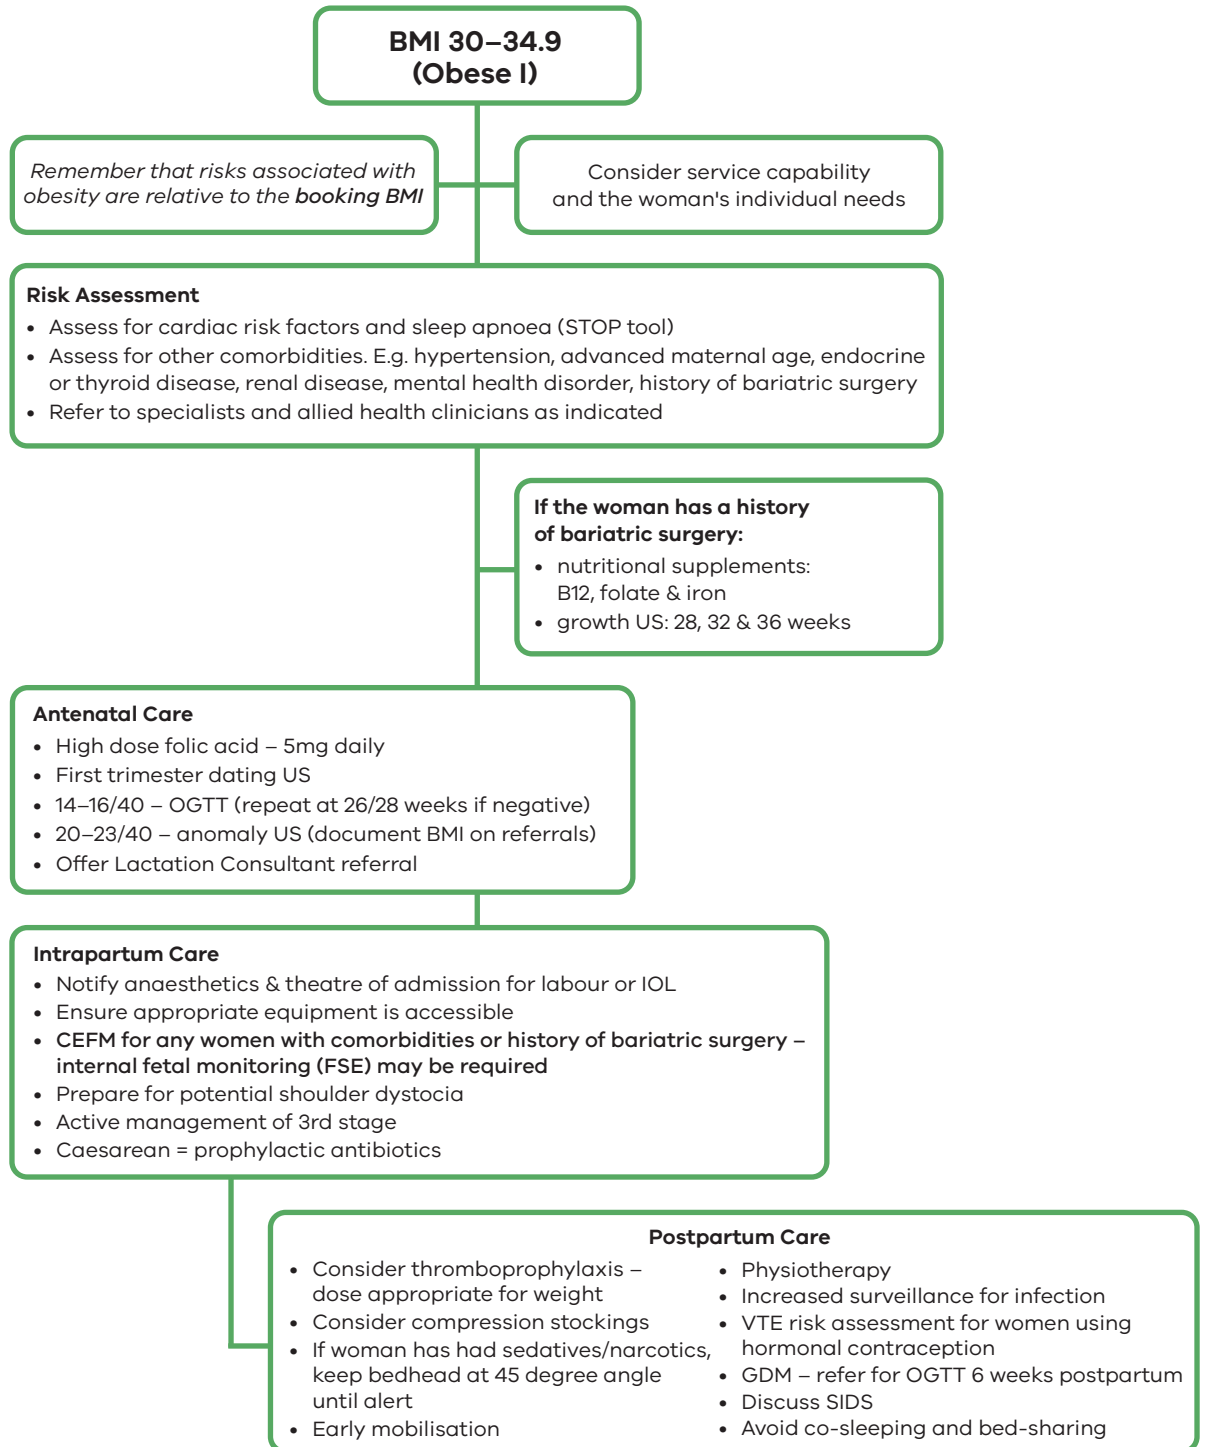 BMI 30–34.9
(Obese I)
Remember that risks associated with
obesity are relative to the booking BMI
Consider service capability
and the woman's individual needs
Risk Assessment
• Assess for cardiac risk factors and sleep apnoea (STOP tool)
• Assess for other comorbidities. E.g. hypertension, advanced maternal age, endocrine
or thyroid disease, renal disease, mental health disorder, history of bariatric surgery
• Refer to specialists and allied health clinicians as indicated
If the woman has a history
of bariatric surgery:
• nutritional supplements:
B12, folate & iron
• growth US: 28, 32 & 36 weeks
Antenatal Care
• High dose folic acid – 5mg daily
• First trimester dating US
• 14–16/40 – OGTT (repeat at 26/28 weeks if negative)
• 20–23/40 – anomaly US (document BMI on referrals)
• Offer Lactation Consultant referral
Intrapartum Care
• Notify anaesthetics & theatre of admission for labour or IOL
• Ensure appropriate equipment is accessible
• CEFM for any women with comorbidities or history of bariatric surgery –
internal fetal monitoring (FSE) may be required
• Prepare for potential shoulder dystocia
• Active management of 3rd stage
• Caesarean = prophylactic antibiotics
Postpartum Care
• Consider thromboprophylaxis –
dose appropriate for weight
• Consider compression stockings
• If woman has had sedatives/narcotics,
keep bedhead at 45 degree angle
until alert
• Early mobilisation
• Physiotherapy
• Increased surveillance for infection
• VTE risk assessment for women using
hormonal contraception
• GDM – refer for OGTT 6 weeks postpartum
• Discuss SIDS
• Avoid co-sleeping and bed-sharing